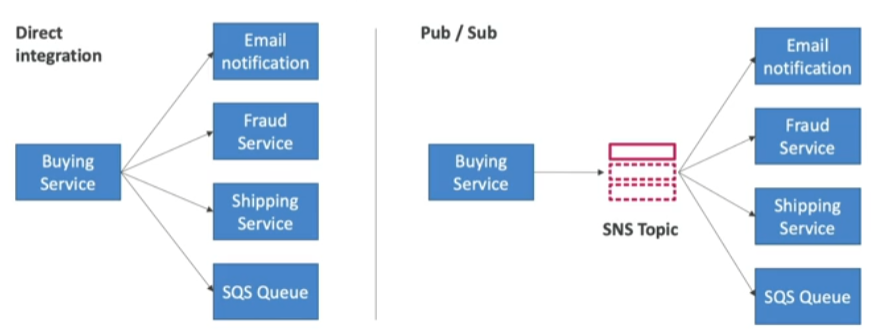 Direct
integration
Email
notification
Fraud
Service
Buying
Service
Shipping
Service
SQS Queue
Pub / Sub
Email
notification
Fraud
Service
Buying
Service
SNS Topic
Shipping
Service
SQS Queue